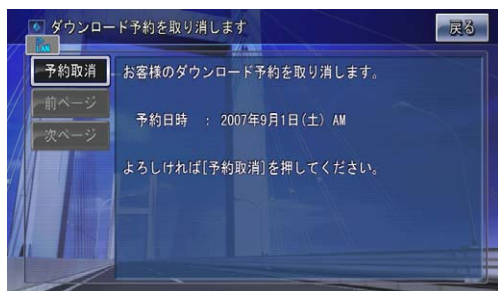 ダウンロード予約を取り消します
戻る
LAN
予約取消
前ページ
次ページ
お客様のダウンロード予約を取り消します。
予約日時 : 2007年9月1日(土) AM
よろしければ[予約取消]を押してください。